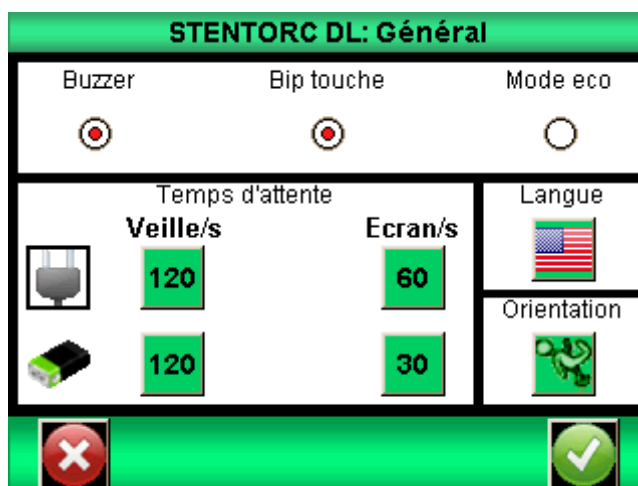 STENTORC DL: Général
Buzzer Bip touche Mode eco
Temps d'attente
Veille/s Ecran/s
120 60
120 30
Langue
Orientation